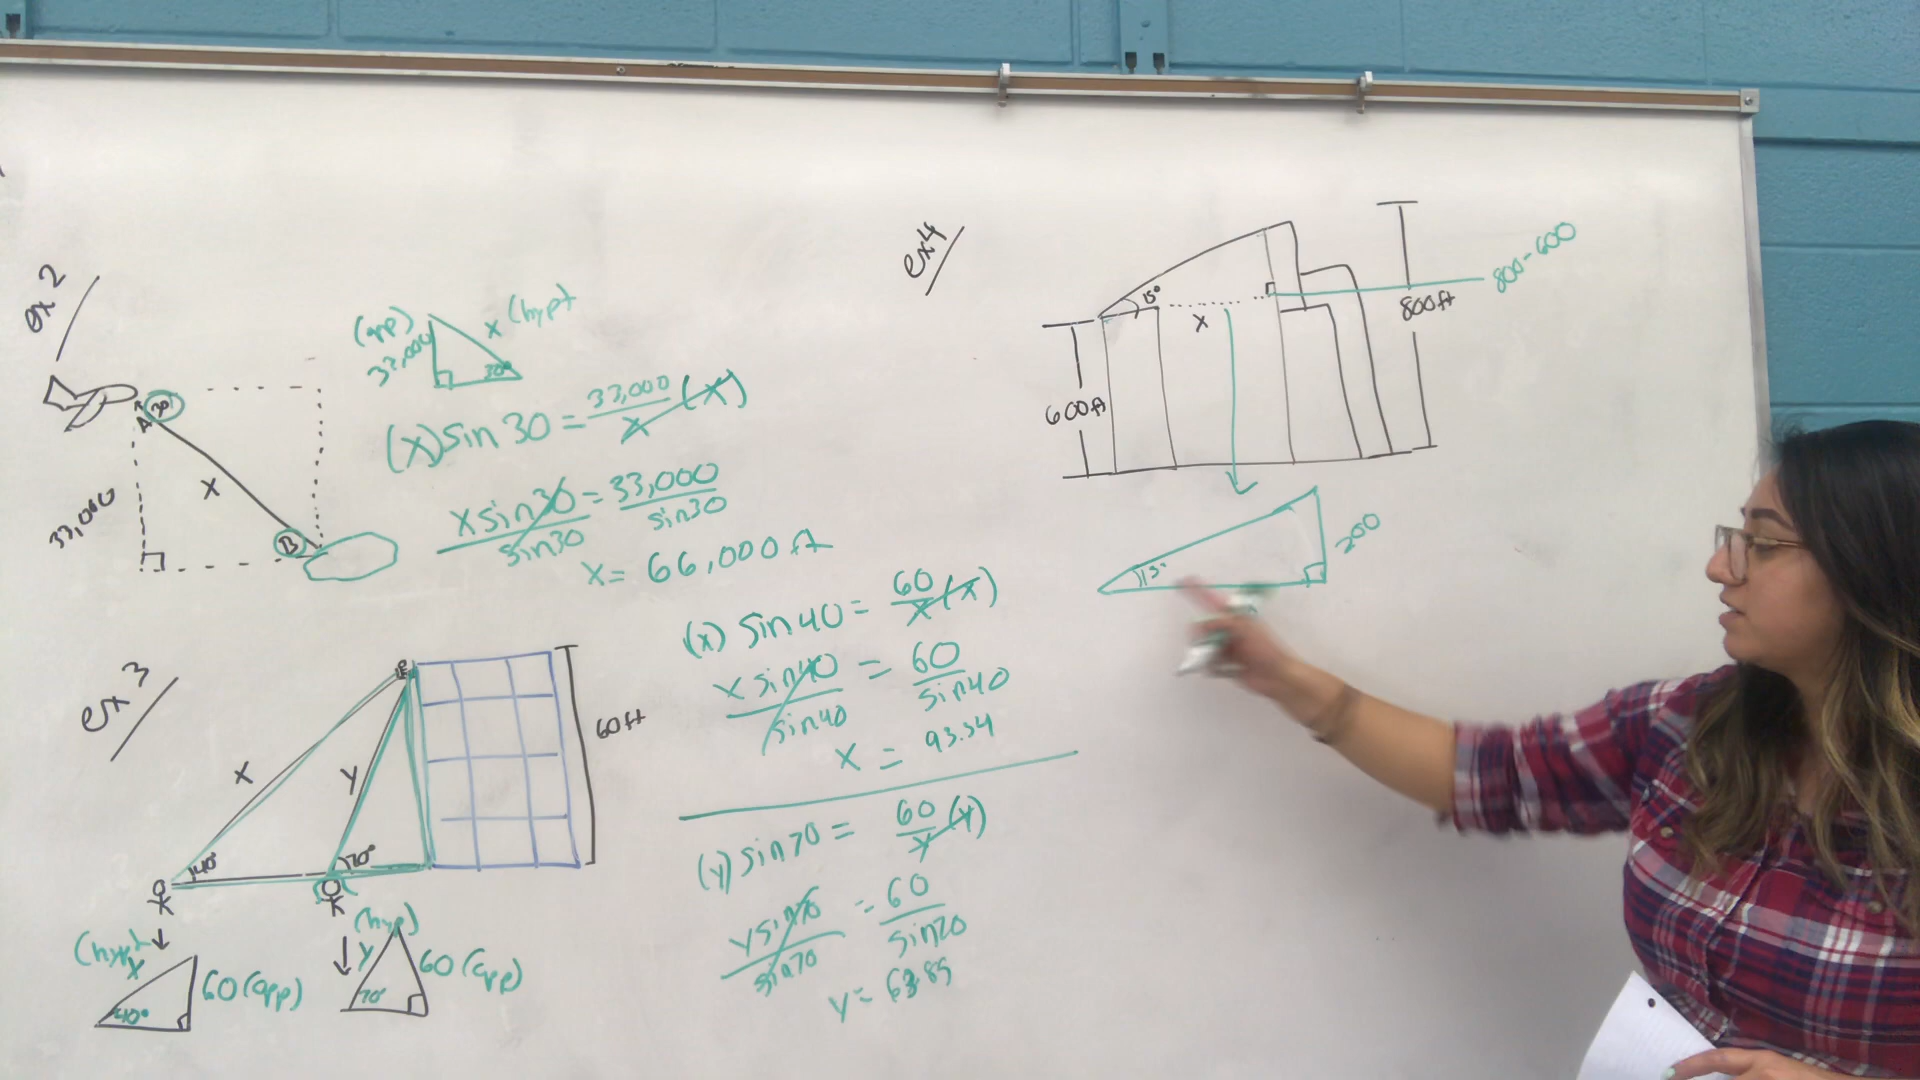 ex 2
(opp)
33,000
x (hyp)
30°
30°
A
x
33,000
B
(x) sin 30 = 33,000/x (x)
x sin 30/sin 30 = 33,000/sin 30
x = 66,000 ft
ex 3
x
y
60 ft
40°
70°
(hyp)
x
60 (opp)
40°
(hyp)
y
60 (opp)
70°
(x) sin 40 = 60/x (x)
x sin 40/sin 40 = 60/sin 40
x = 93.34
(y) sin 70 = 60/y (y)
y sin 70/sin 70 = 60/sin 70
y = 63.85
ex 4
15°
x
800 ft
800-600
600 ft
15°
200